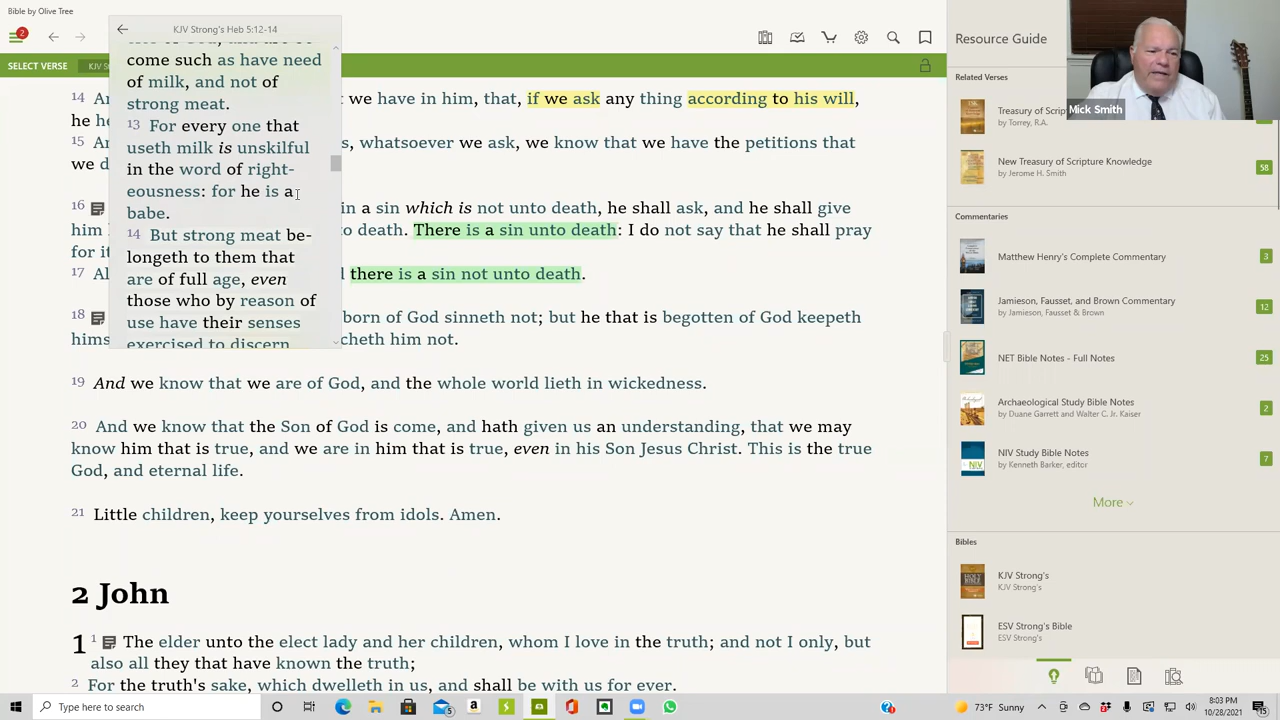 Bible by Olive Tree
2
SELECT VERSE
KJV St
KJV Strong's Heb 5:12-14
come such as have need
of milk, and not of
strong meat.
13 For every one that
useth milk is unskilful
in the word of right-
eousness: for he is a
babe.
14 But strong meat be-
longeth to them that
are of full age, even
those who by reason of
use have their senses
exercised to discern
14 An
we have in him, that, if we ask any thing according to his will,
he he
15 An
s, whatsoever we ask, we know that we have the petitions that
we d
16
in a sin which is not unto death, he shall ask, and he shall give
him
to death. There is a sin unto death: I do not say that he shall pray
for it
17 Al
there is a sin not unto death.
18
born of God sinneth not; but he that is begotten of God keepeth
hims
cheth him not.
19 And we know that we are of God, and the whole world lieth in wickedness.
20 And we know that the Son of God is come, and hath given us an understanding, that we may
know him that is true, and we are in him that is true, even in his Son Jesus Christ. This is the true
God, and eternal life.
21 Little children, keep yourselves from idols. Amen.
2 John
1 1 The elder unto the elect lady and her children, whom I love in the truth; and not I only, but
also all they that have known the truth;
2 For the truth's sake, which dwelleth in us, and shall be with us for ever.
Resource Guide
Related Verses
Treasury of Scrip
by Torrey, R.A.
New Treasury of Scripture Knowledge
by Jerome H. Smith
58
Commentaries
Matthew Henry's Complete Commentary
3
Jamieson, Fausset, and Brown Commentary
by Jamieson, Fausset & Brown
12
NET Bible Notes - Full Notes
25
Archaeological Study Bible Notes
by Duane Garrett and Walter C. Jr. Kaiser
2
NIV Study Bible Notes
by Kenneth Barker, editor
7
More
Bibles
KJV Strong's
KJV Strong's
ESV Strong's Bible
ESV Strong's
Mick Smith
Type here to search
73°F Sunny
8:03 PM
10/28/2021